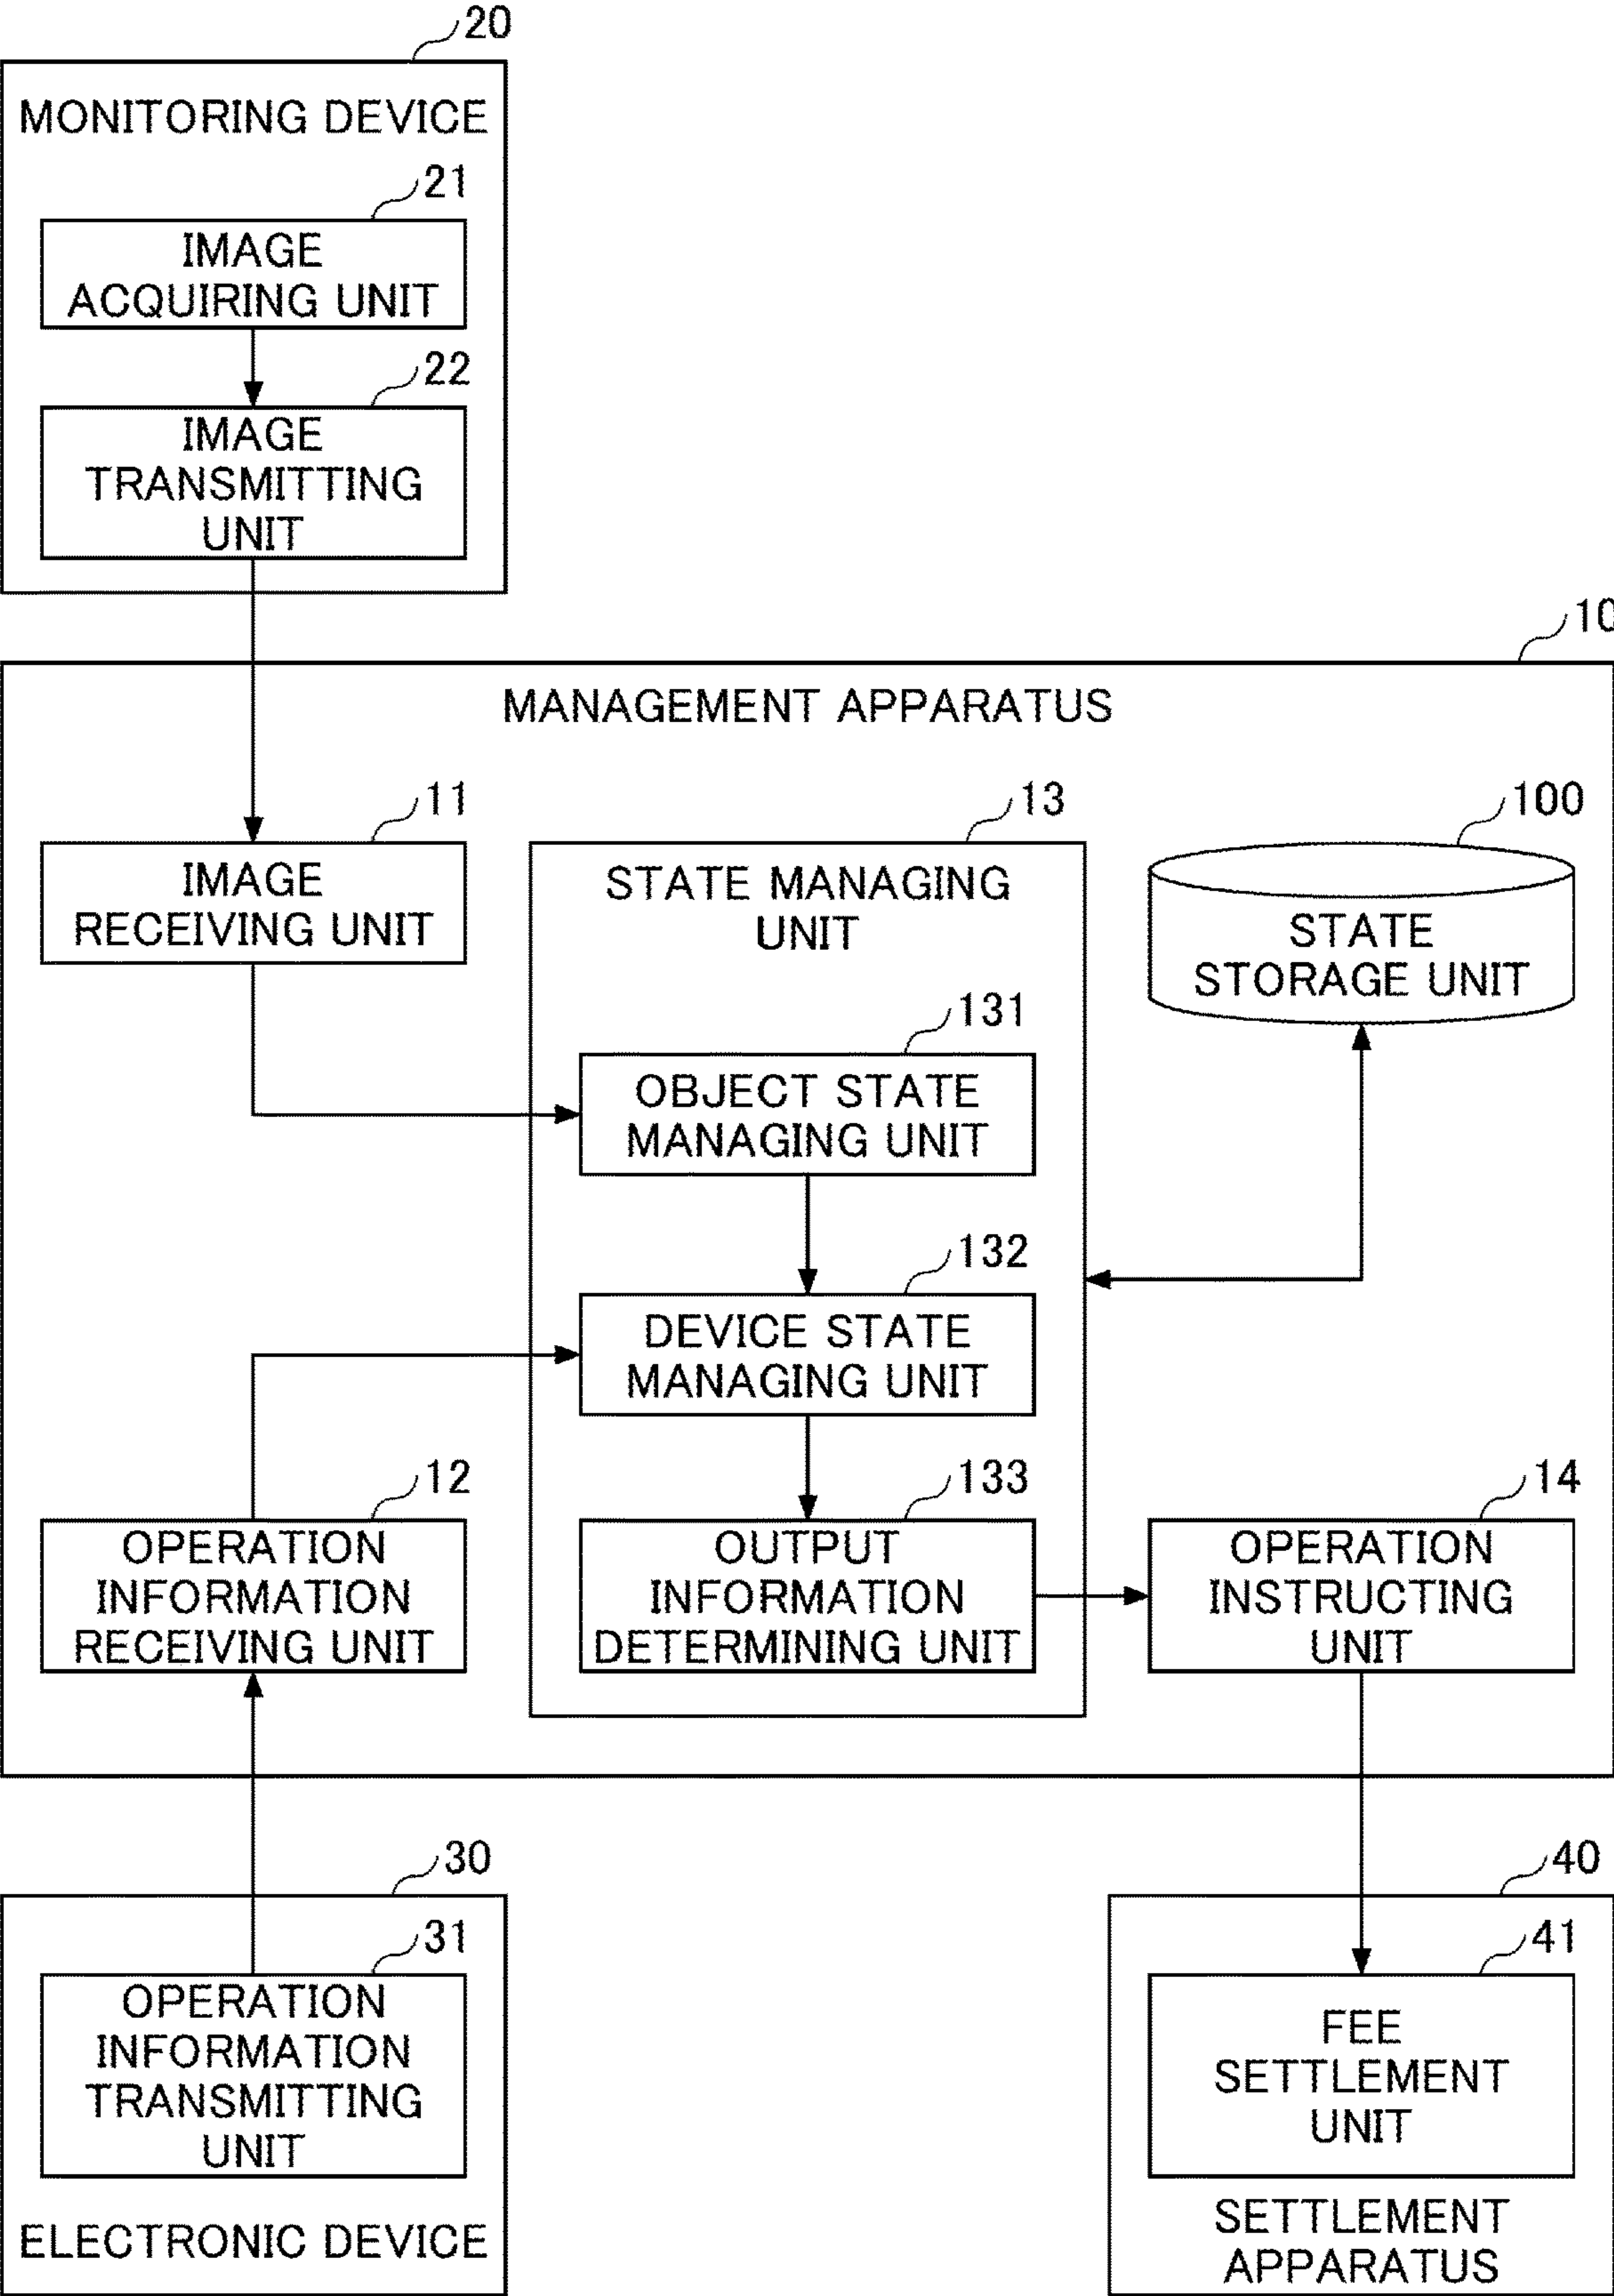 20
MONITORING DEVICE
21
IMAGE
ACQUIRING UNIT
22
IMAGE
TRANSMITTING
UNIT
10
MANAGEMENT APPARATUS
11
IMAGE
RECEIVING UNIT
13
STATE MANAGING
UNIT
100
STATE
STORAGE UNIT
131
OBJECT STATE
MANAGING UNIT
132
DEVICE STATE
MANAGING UNIT
12
OPERATION
INFORMATION
RECEIVING UNIT
133
OUTPUT
INFORMATION
DETERMINING UNIT
14
OPERATION
INSTRUCTING
UNIT
30
31
OPERATION
INFORMATION
TRANSMITTING
UNIT
ELECTRONIC DEVICE
40
41
FEE
SETTLEMENT
UNIT
SETTLEMENT
APPARATUS